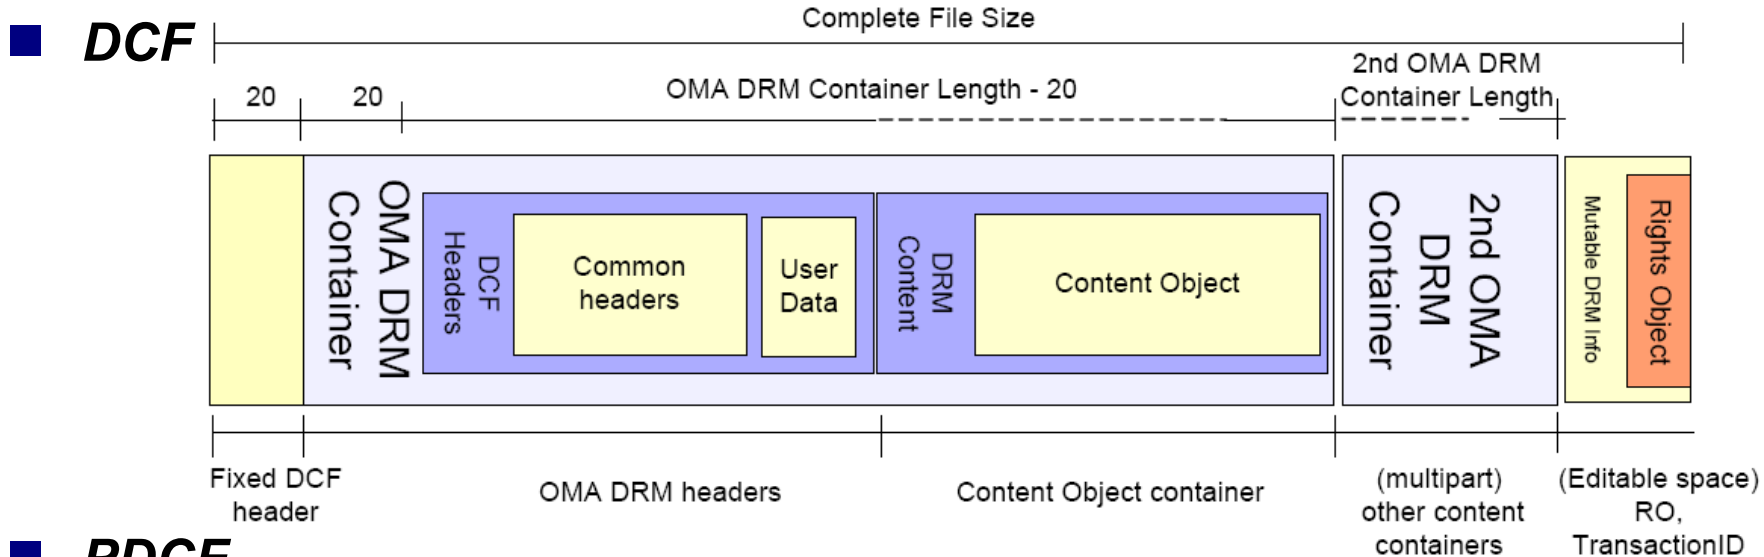 DCF
Complete File Size
20
20
OMA DRM Container Length - 20
2nd OMA DRM
Container Length
OMA DRM
Container
DCF
Headers
Common
headers
User
Data
DRM
Content
Content Object
2nd OMA
DRM
Container
Mutable DRM Info
Rights Object
Fixed DCF
header
OMA DRM headers
Content Object container
(multipart)
other content
containers
(Editable space)
RO,
TransactionID
PDCF